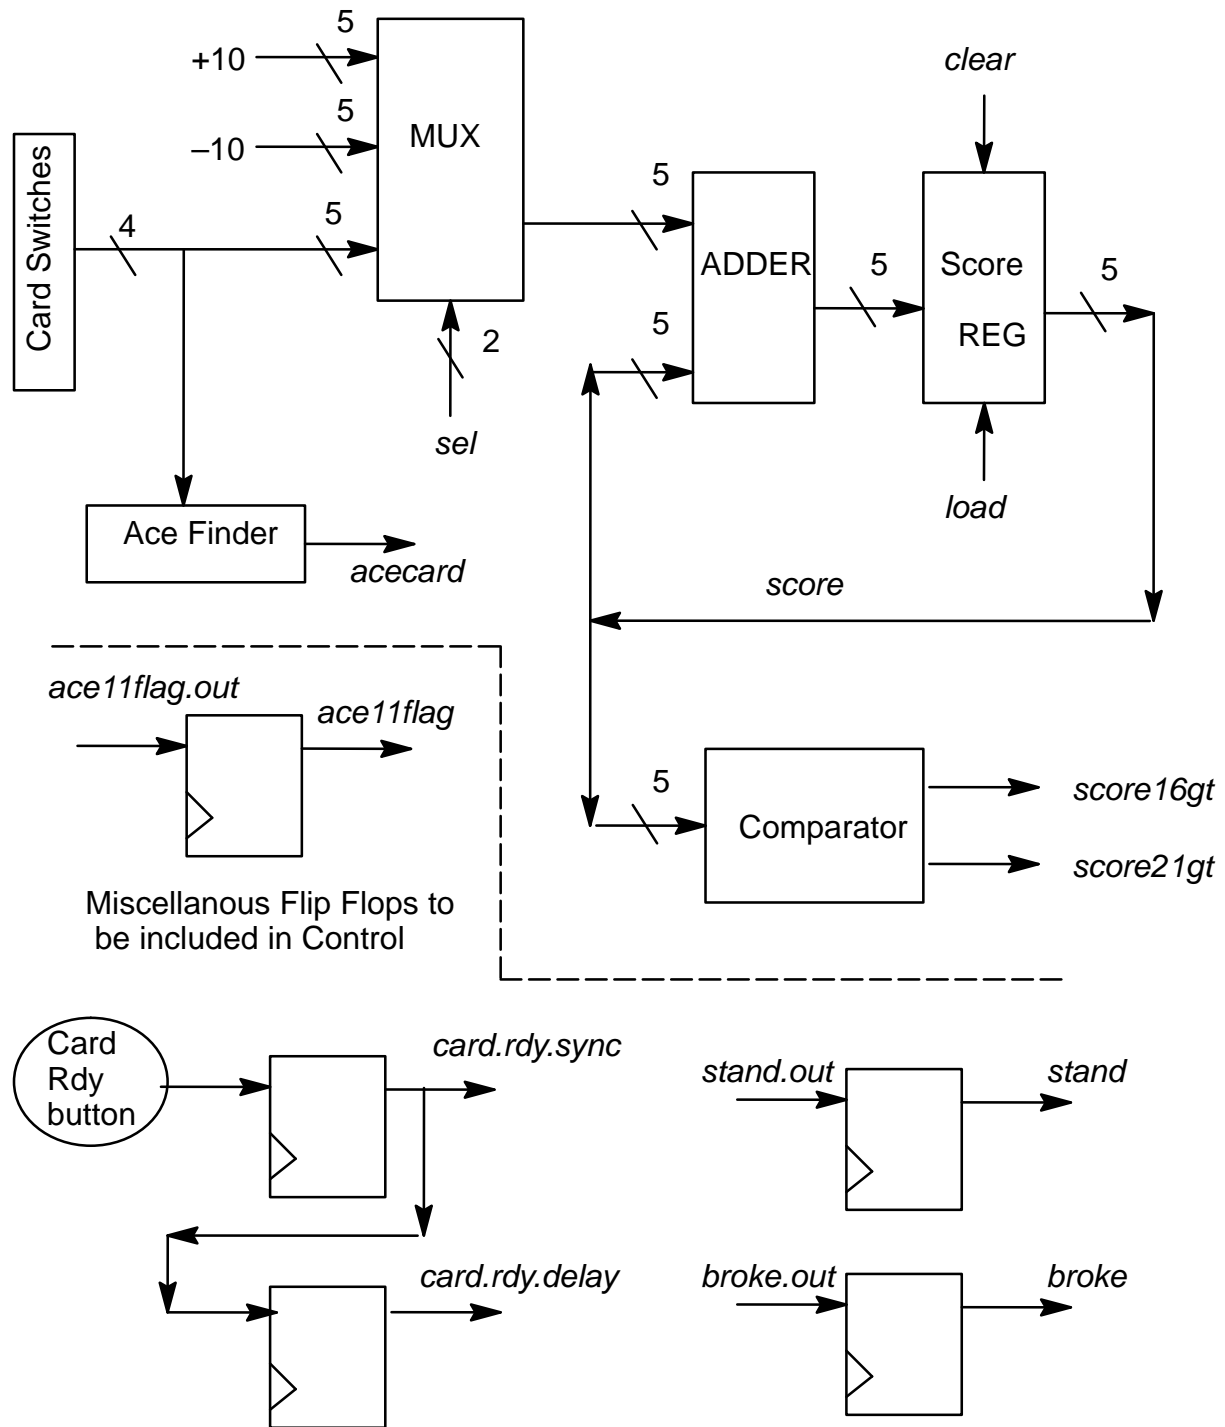 5
+10
5
–10
MUX
Card Switches
4
5
2
sel
5
ADDER
5
5
clear
Score
REG
5
load
Ace Finder
acecard
score
ace11flag.out
ace11flag
Miscellanous Flip Flops to
be included in Control
5
Comparator
score16gt
score21gt
Card
Rdy
button
card.rdy.sync
card.rdy.delay
stand.out
stand
broke.out
broke